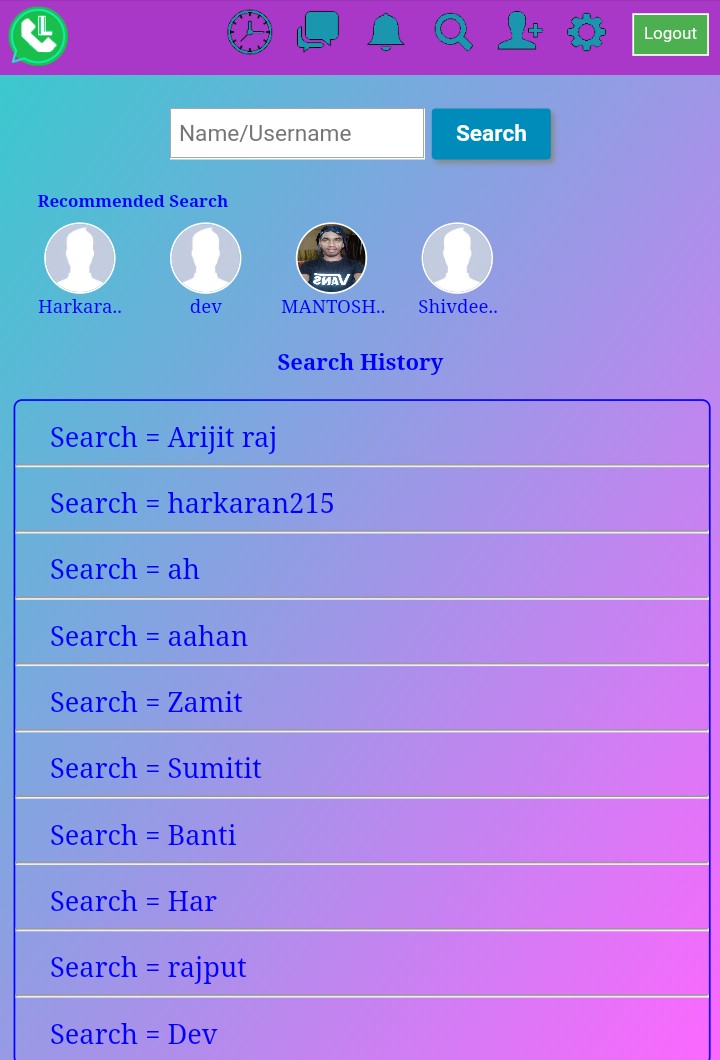 L
Logout
Name/Username
Search
Recommended Search
Harkara..
dev
MANTOSH..
Shivdee..
VANS
Search History
Search = Arijit raj
Search = harkaran215
Search = ah
Search = aahan
Search = Zamit
Search = Sumitit
Search = Banti
Search = Har
Search = rajput
Search = Dev